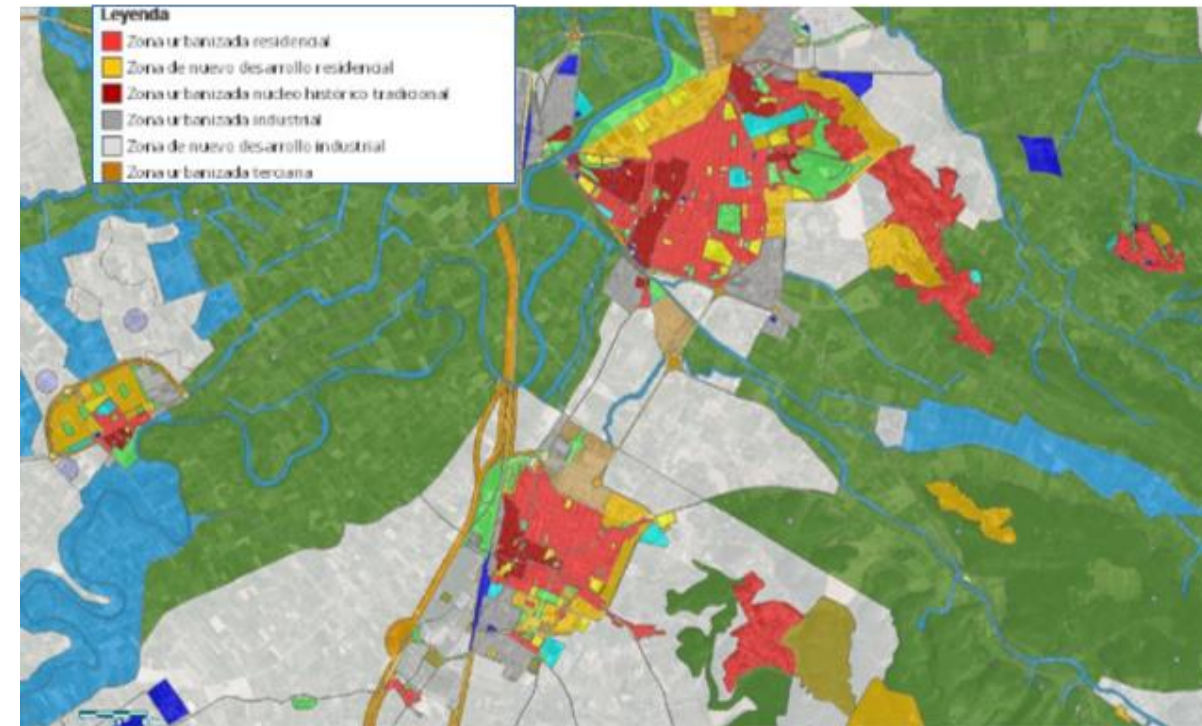 Leyenda
Zona urbanizada residencial
Zona de nuevo desarrollo residencial
Zona urbanizada nucleo histórico tradicional
Zona urbanizada industrial
Zona de nuevo desarrollo industrial
Zona urbanizada terciaria